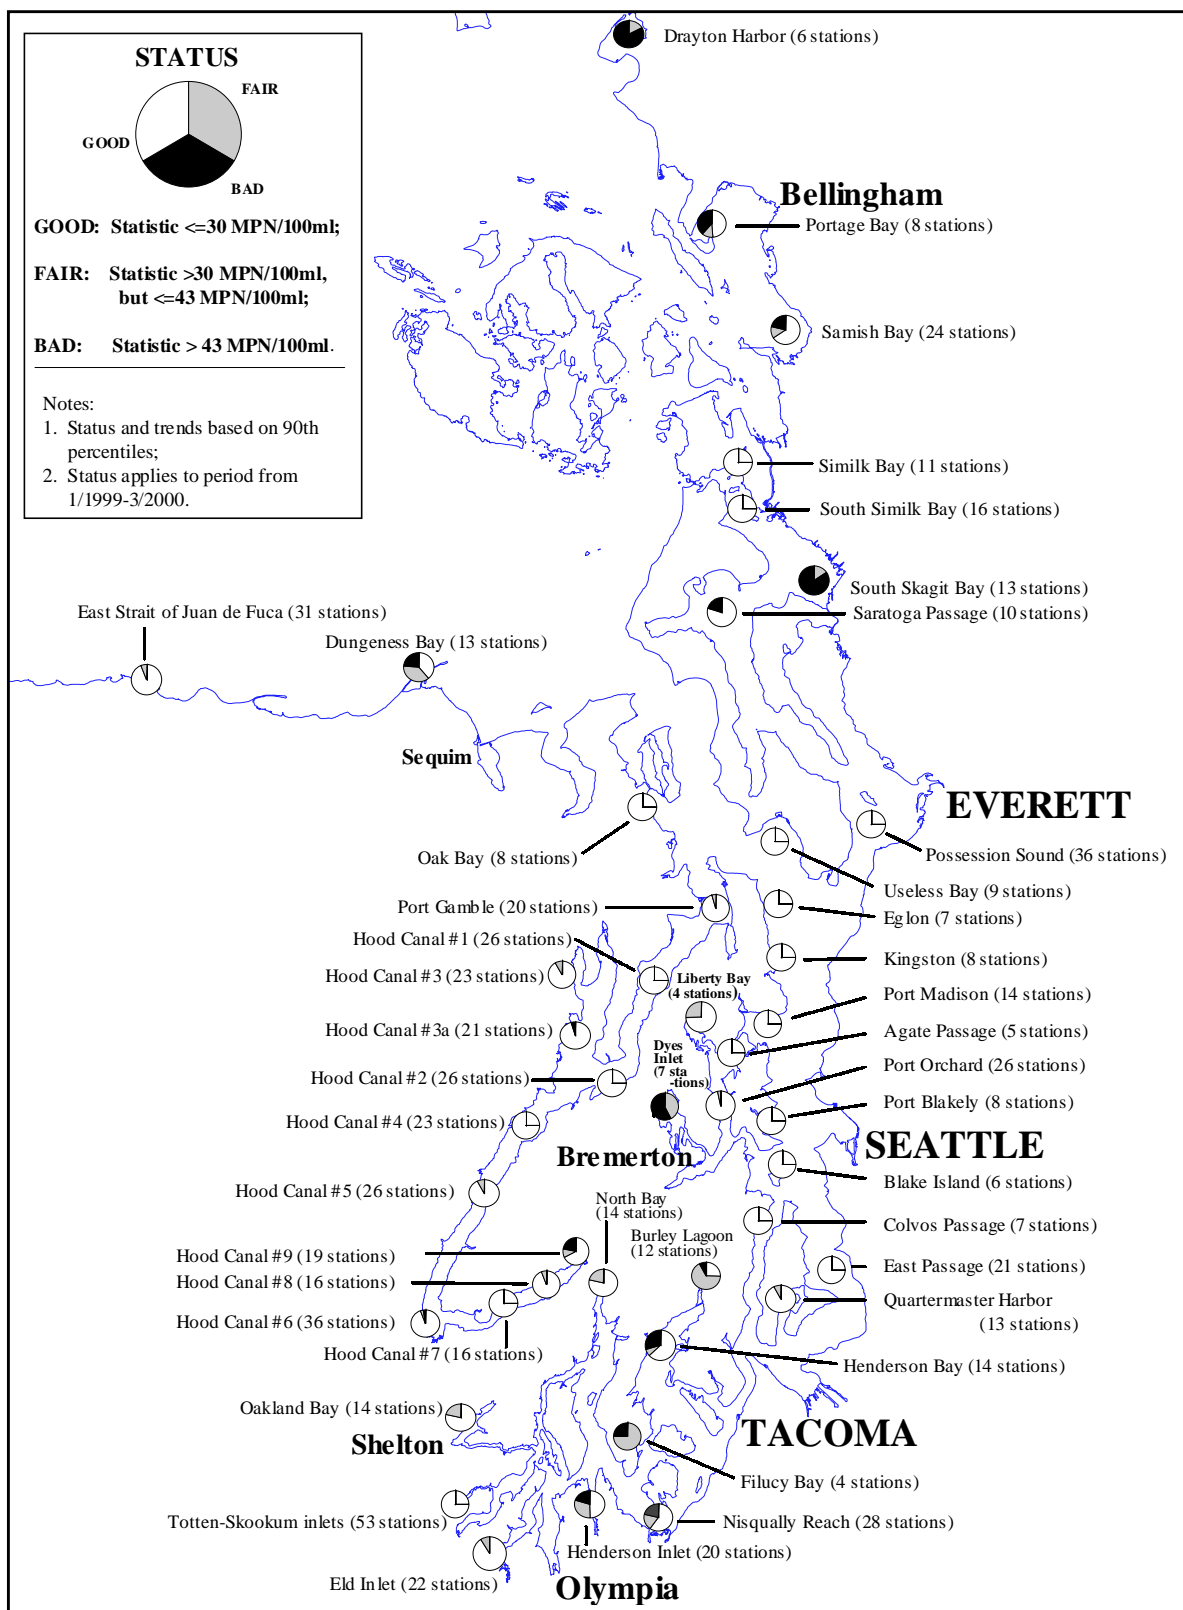 STATUS
FAIR
GOOD
BAD
GOOD: Statistic <=30 MPN/100ml;
FAIR: Statistic >30 MPN/100ml,
but <=43 MPN/100ml;
BAD: Statistic > 43 MPN/100ml.
Notes:
1. Status and trends based on 90th
percentiles;
2. Status applies to period from
1/1999-3/2000.
Drayton Harbor (6 stations)
Bellingham
Portage Bay (8 stations)
Samish Bay (24 stations)
Similk Bay (11 stations)
South Similk Bay (16 stations)
South Skagit Bay (13 stations)
Saratoga Passage (10 stations)
East Strait of Juan de Fuca (31 stations)
Dungeness Bay (13 stations)
Sequim
EVERETT
Oak Bay (8 stations)
Possession Sound (36 stations)
Useless Bay (9 stations)
Port Gamble (20 stations)
Eglon (7 stations)
Hood Canal #1 (26 stations)
Kingston (8 stations)
Hood Canal #3 (23 stations)
Liberty Bay
(4 stations)
Port Madison (14 stations)
Hood Canal #3a (21 stations)
Agate Passage (5 stations)
Dyes
Inlet
(7 sta
-tions)
Port Orchard (26 stations)
Hood Canal #2 (26 stations)
Port Blakely (8 stations)
Hood Canal #4 (23 stations)
SEATTLE
Bremerton
Blake Island (6 stations)
Hood Canal #5 (26 stations)
North Bay
(14 stations)
Colvos Passage (7 stations)
Burley Lagoon
(12 stations)
Hood Canal #9 (19 stations)
East Passage (21 stations)
Hood Canal #8 (16 stations)
Quartermaster Harbor
(13 stations)
Hood Canal #6 (36 stations)
Hood Canal #7 (16 stations)
Henderson Bay (14 stations)
Oakland Bay (14 stations)
Shelton
TACOMA
Filucy Bay (4 stations)
Totten-Skookum inlets (53 stations)
Nisqually Reach (28 stations)
Henderson Inlet (20 stations)
Eld Inlet (22 stations)
Olympia